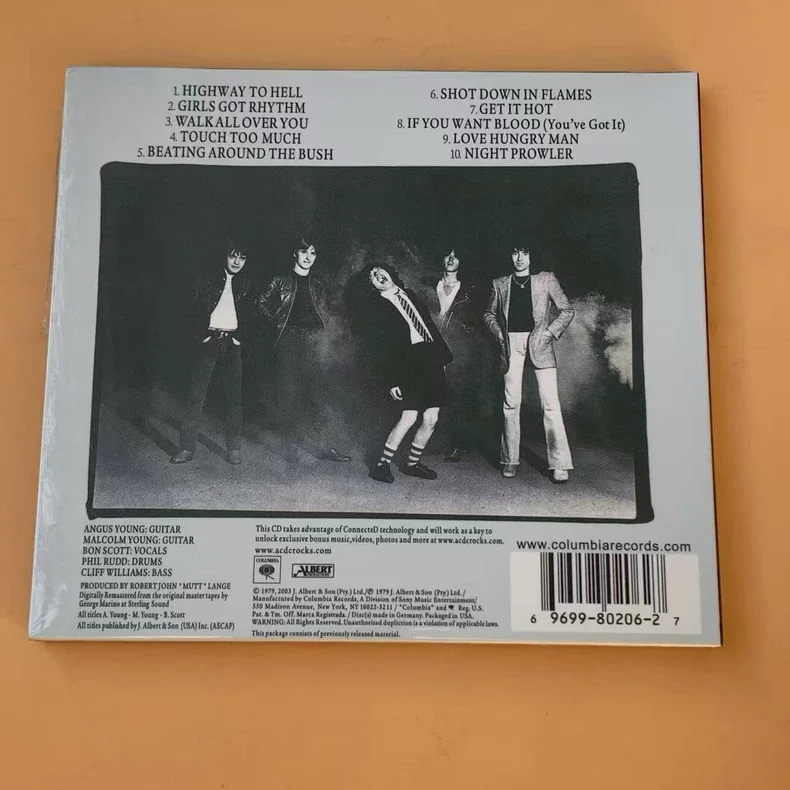 1. HIGHWAY TO HELL
2. GIRLS GOT RHYTHM
3. WALK ALL OVER YOU
4. TOUCH TOO MUCH
5. BEATING AROUND THE BUSH
6. SHOT DOWN IN FLAMES
7. GET IT HOT
8. IF YOU WANT BLOOD (You've Got It)
9. LOVE HUNGRY MAN
10. NIGHT PROWLER
ANGUS YOUNG: GUITAR
MALCOLM YOUNG: GUITAR
BON SCOTT: VOCALS
PHIL RUDD: DRUMS
CLIFF WILLIAMS: BASS
PRODUCED BY ROBERT JOHN "MUTT" LANGE
Digitally Remastered from the original master tapes by
George Marino at Sterling Sound
All titles A. Young - M. Young - B. Scott
All titles published by J. Albert & Son (USA) Inc. (ASCAP)
This CD takes advantage of ConnecteD technology and will work as a key to
unlock exclusive bonus music,videos, photos and more at www.acdcrocks.com.
www.acdcrocks.com
COLUMBIA
ALBERT
© 1979, 2003 J. Albert & Son (Pty.) Ltd./℗ 1979 J. Albert & Son (Pty.) Ltd. /
Manufactured by Columbia Records, A Division of Sony Music Entertainment/
550 Madison Avenue, New York, NY 10022-3211 / "Columbia" and Reg. U.S.
Pat. & Tm. Off. Marca Registrada. / Disc(s) made in Germany. Packaged in USA.
WARNING: All Rights Reserved. Unauthorized dupliction is a violation of applicable laws.
This package consists of previously released material.
www.columbiarecords.com
6 9699-80206-2 7